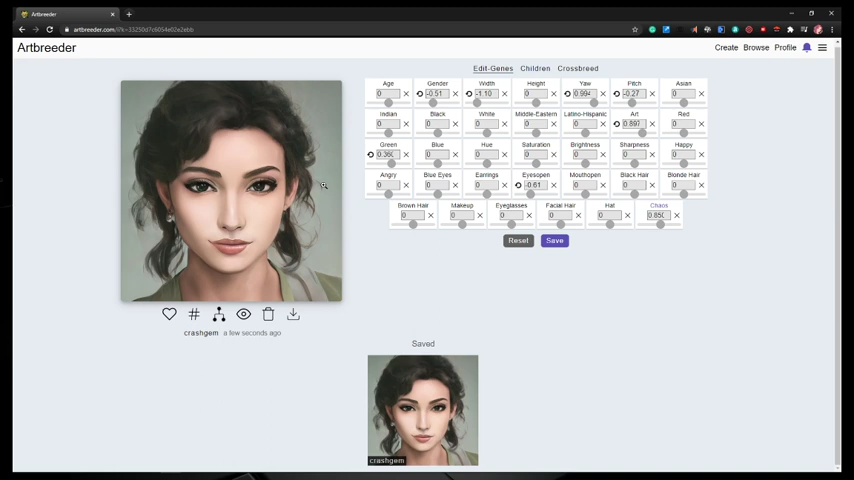 Artbreeder
artbreeder.com/i?k=33250d7c6054e02e2ebb
Artbreeder
Create Browse Profile
Edit-Genes Children Crossbreed
Age Gender Width Height Yaw Pitch Asian
0 -0.51 -1.10 0 0.994 -0.27 0
Indian Black White Middle-Eastern Latino-Hispanic Art Red
0 0 0 0 0 0.897 0
Green Blue Hue Saturation Brightness Sharpness Happy
0.360 0 0 0 0 0 0
Angry Blue Eyes Earrings Eyesopen Mouthopen Black Hair Blonde Hair
0 0 0 -0.61 0 0 0
Brown Hair Makeup Eyeglasses Facial Hair Hat Chaos
0 0 0 0 0 0.850
Reset Save
crashgem a few seconds ago
Saved
crashgem